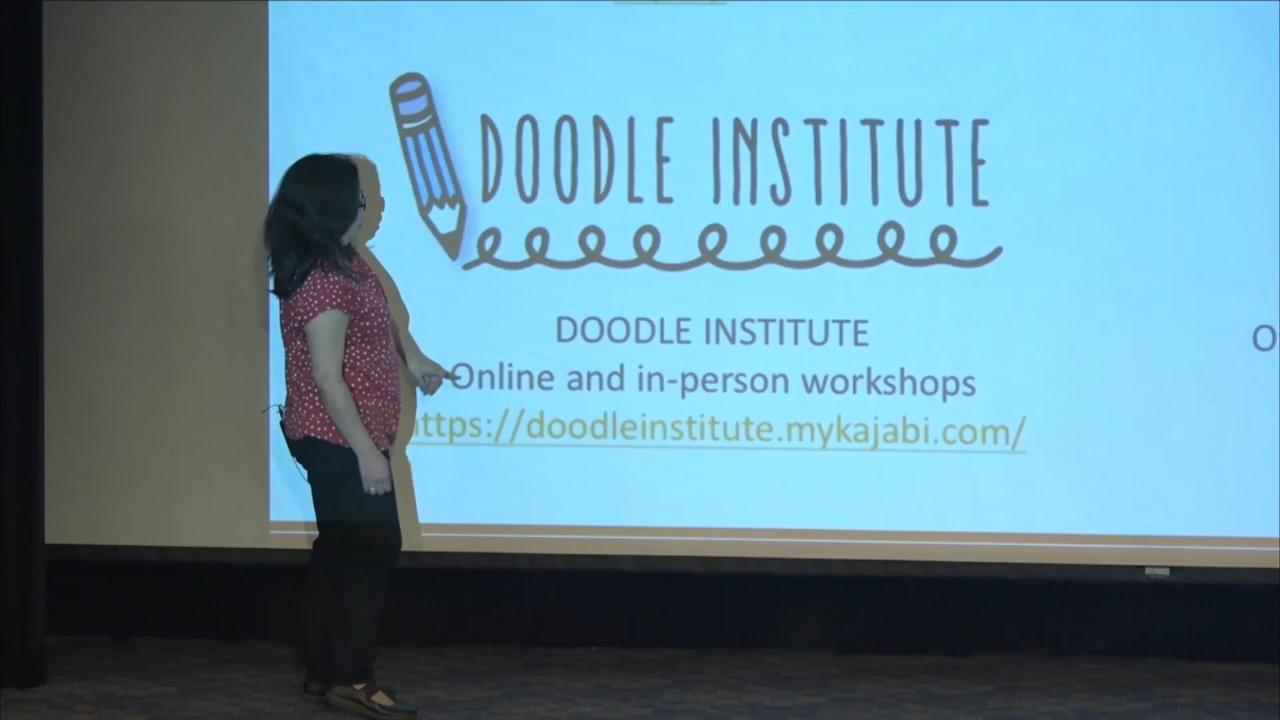 DOODLE INSTITUTE
DOODLE INSTITUTE
Online and in-person workshops
https://doodleinstitute.mykajabi.com/